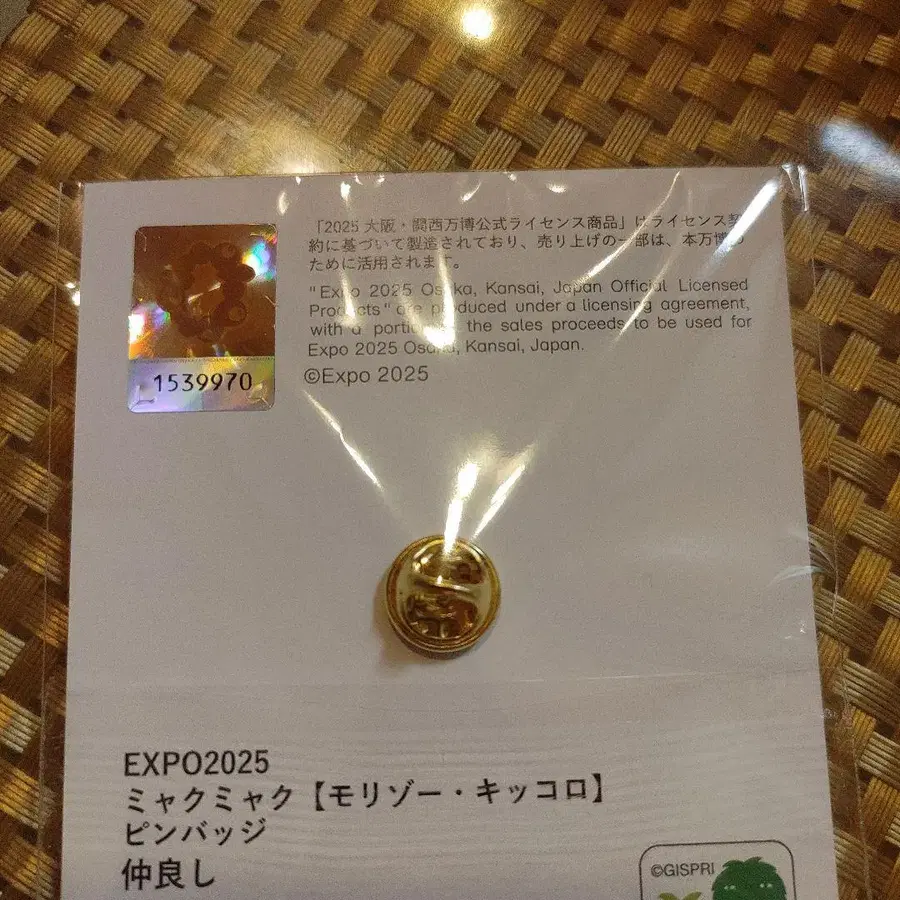 「2025 大阪・関西万博公式ライセンス商品」はライセンス契
約に基づいて製造されており、売り上げの一部は、本万博の
ために活用されます。
"Expo 2025 Osaka, Kansai, Japan Official Licensed
Products" are produced under a licensing agreement,
with a portion of the sales proceeds to be used for
Expo 2025 Osaka, Kansai, Japan.
©Expo 2025
1539970
EXPO2025
ミャクミャク【モリゾー・キッコロ】
ピンバッジ
仲良し
©GISPRI